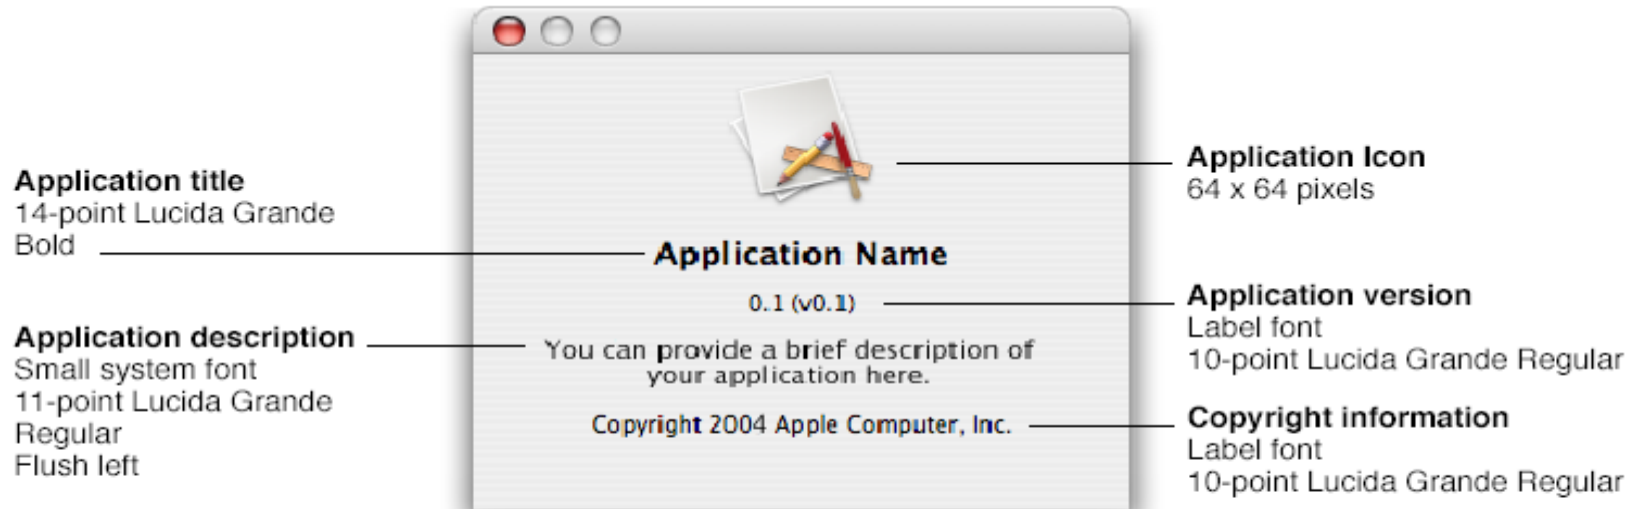 Application title
14-point Lucida Grande
Bold
Application description
Small system font
11-point Lucida Grande
Regular
Flush left
Application Name
0.1 (v0.1)
You can provide a brief description of
your application here.
Copyright 2004 Apple Computer, Inc.
Application Icon
64 x 64 pixels
Application version
Label font
10-point Lucida Grande Regular
Copyright information
Label font
10-point Lucida Grande Regular